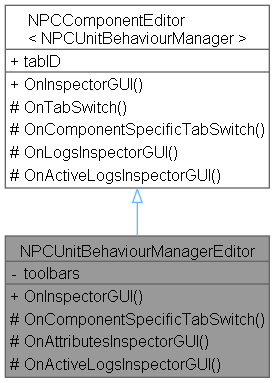 NPCComponentEditor
< NPCUnitBehaviourManager >
+ tabID
+ OnInspectorGUI()
# OnTabSwitch()
# OnComponentSpecificTabSwitch()
# OnLogsInspectorGUI()
# OnActiveLogsInspectorGUI()
NPCUnitBehaviourManagerEditor
- toolbars
+ OnInspectorGUI()
# OnComponentSpecificTabSwitch()
# OnAttributesInspectorGUI()
# OnActiveLogsInspectorGUI()